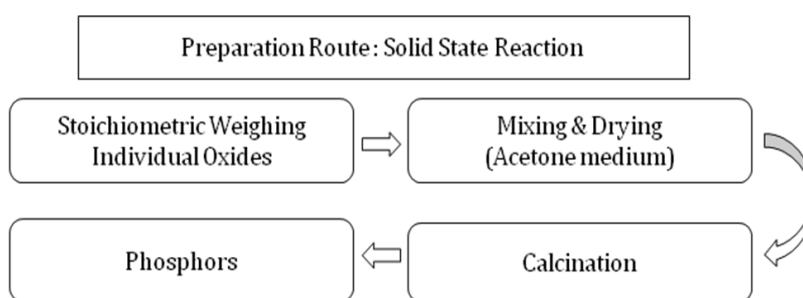 Preparation Route: Solid State Reaction
Stoichiometric Weighing
Individual Oxides
Mixing & Drying
(Acetone medium)
Phosphors
Calcination